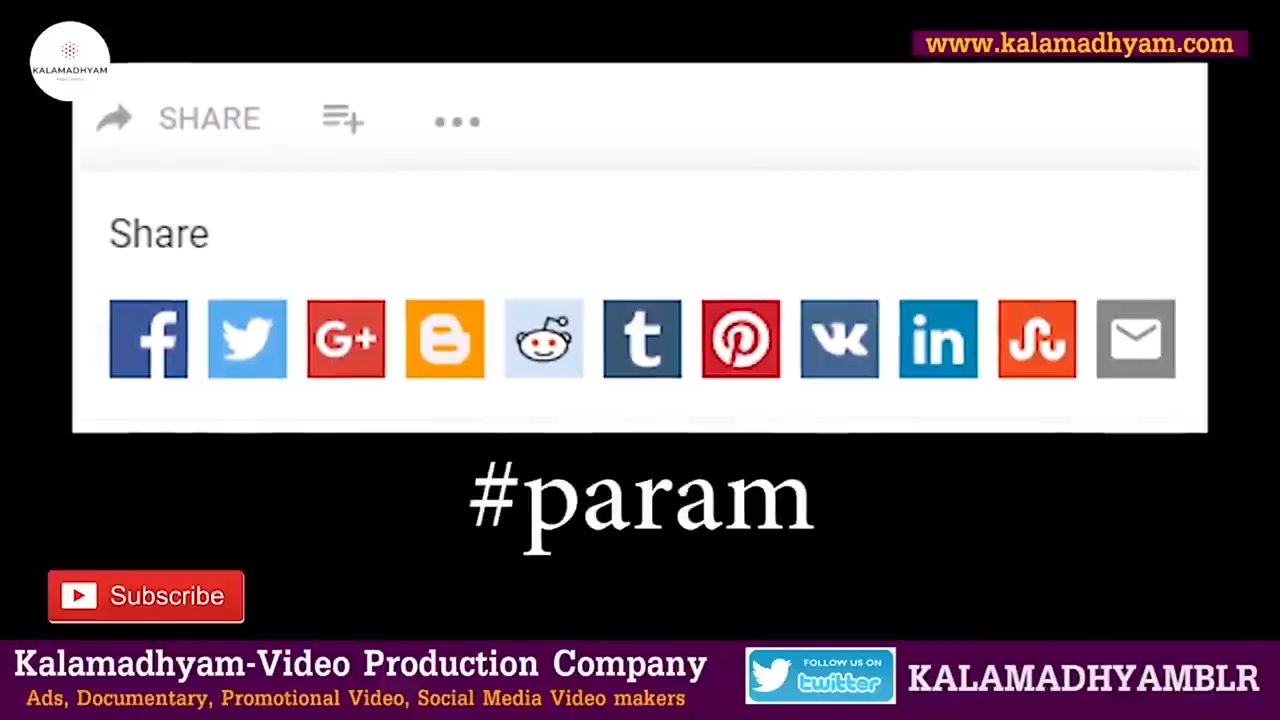 KALAMADHYAM
www.kalamadhyam.com
SHARE
Share
#param
Subscribe
Kalamadhyam-Video Production Company
Ads, Documentary, Promotional Video, Social Media Video makers
FOLLOW US ON
twitter
KALAMADHYAMBLR